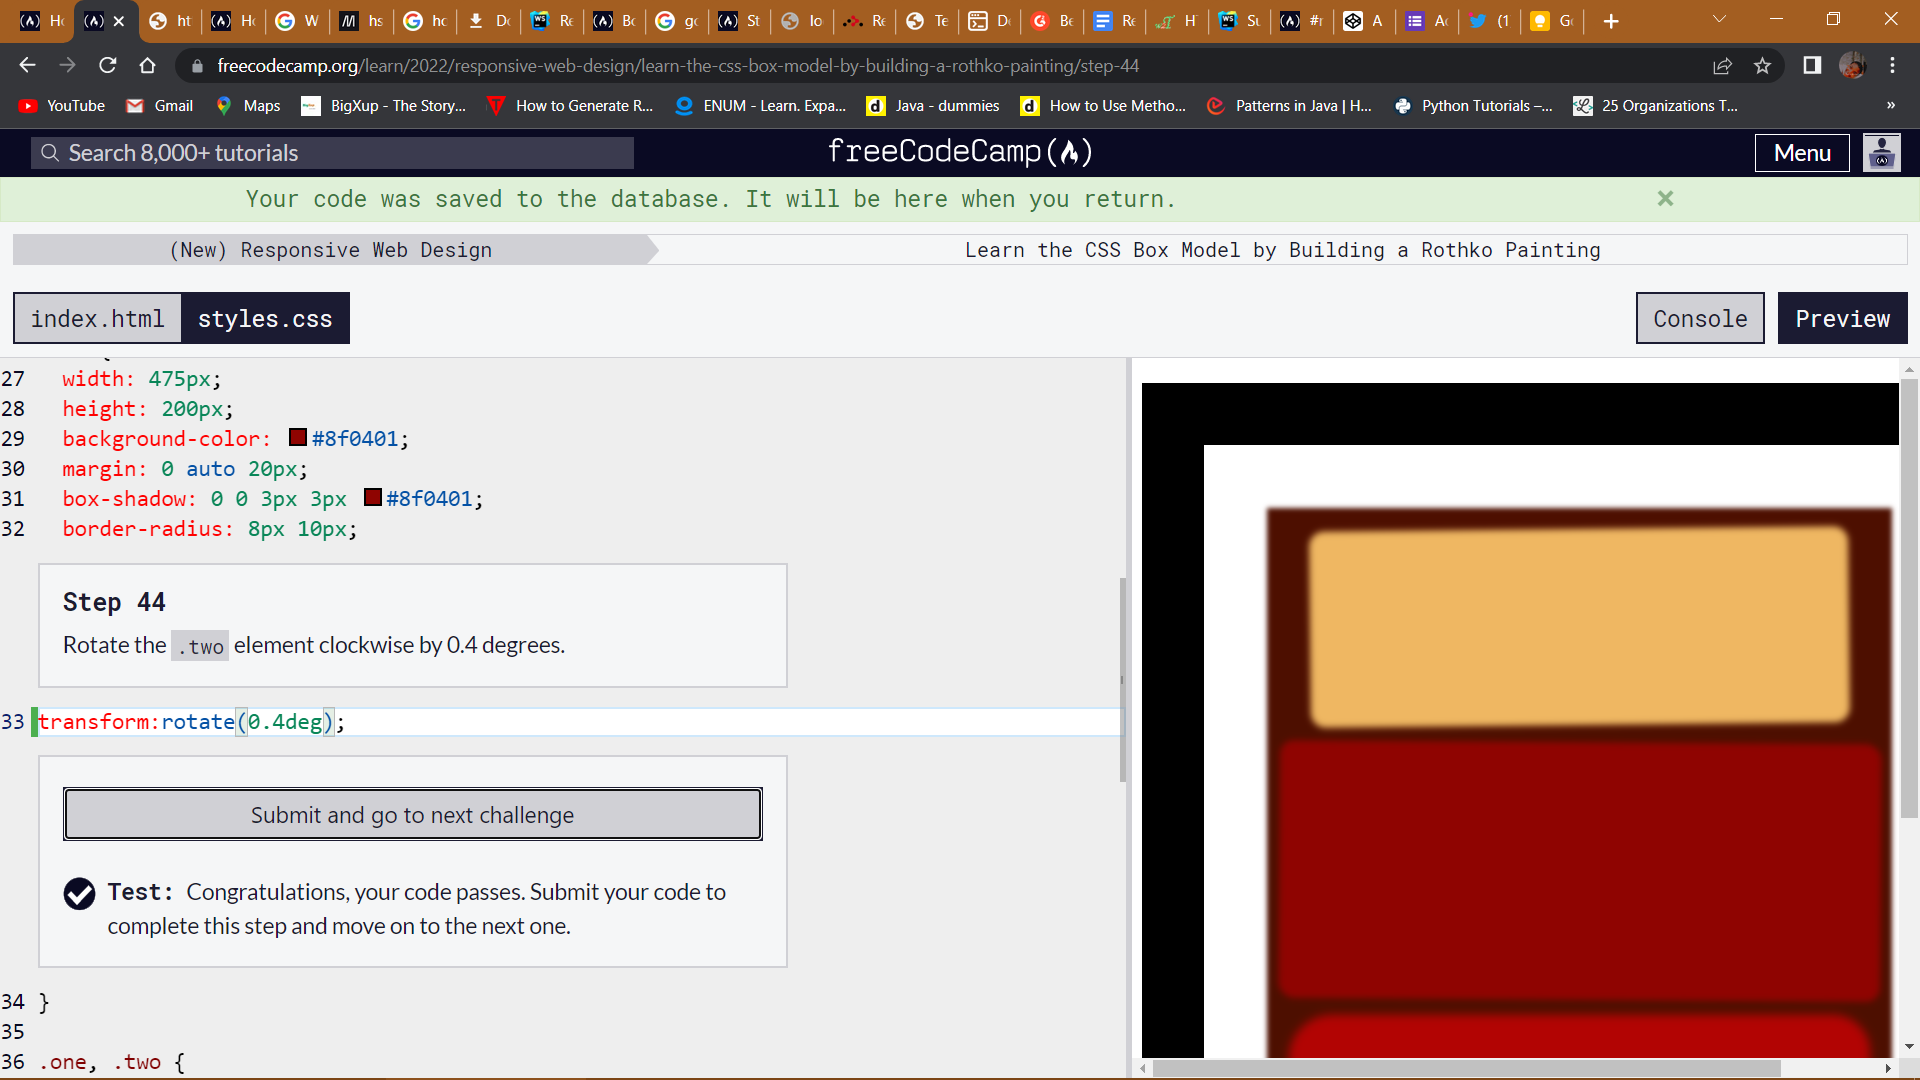 Hc
ht
Hc
W
hs
hc
Dc
Re
Bc
gc
St
lo
Re
Te
Dc
Be
Re
H
Su
#r
A
Ac
(1
Gc
freecodecamp.org/learn/2022/responsive-web-design/learn-the-css-box-model-by-building-a-rothko-painting/step-44
YouTube Gmail Maps BigXup - The Story... How to Generate R... ENUM - Learn. Expa... Java - dummies How to Use Metho... Patterns in Java | H... Python Tutorials –... 25 Organizations T... »
Search 8,000+ tutorials
freeCodeCamp
Menu
Your code was saved to the database. It will be here when you return.
(New) Responsive Web Design
Learn the CSS Box Model by Building a Rothko Painting
index.html styles.css Console Preview
27 width: 475px;
28 height: 200px;
29 background-color: #8f0401;
30 margin: 0 auto 20px;
31 box-shadow: 0 0 3px 3px #8f0401;
32 border-radius: 8px 10px;
Step 44
Rotate the .two element clockwise by 0.4 degrees.
33 transform:rotate(0.4deg);
Submit and go to next challenge
Test: Congratulations, your code passes. Submit your code to
complete this step and move on to the next one.
34 }
35
36 .one, .two {